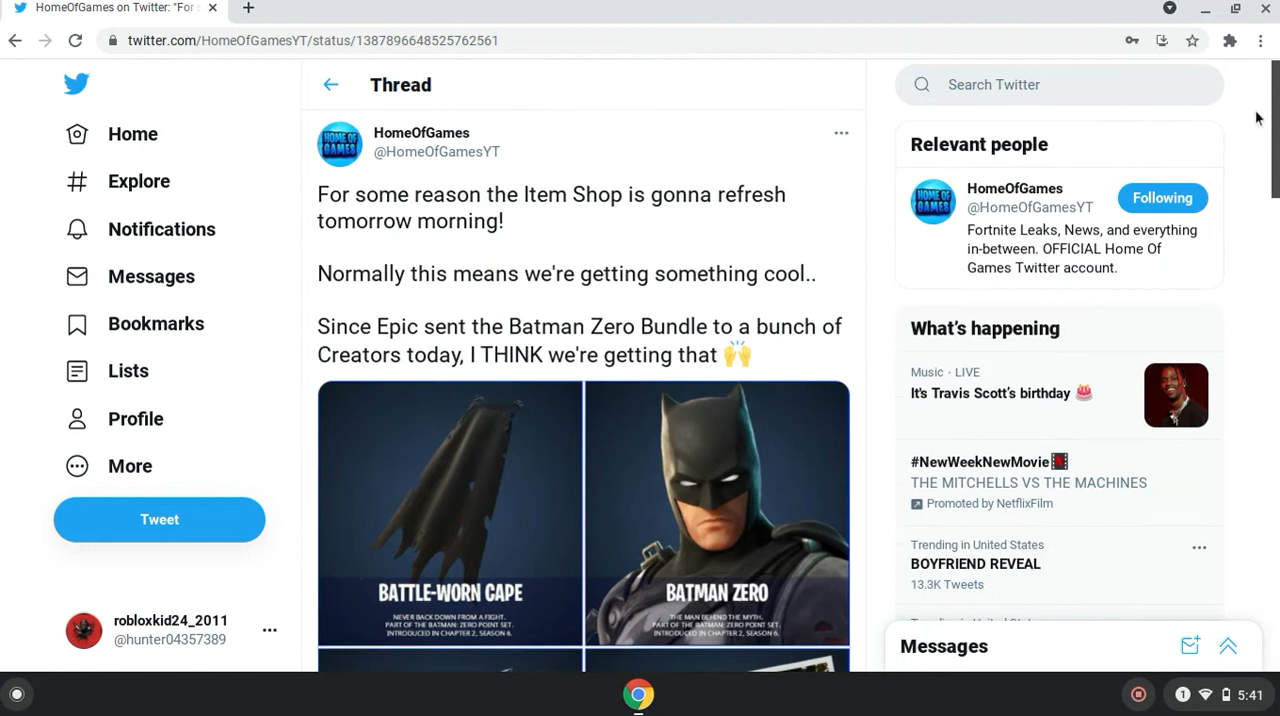 HomeOfGames on Twitter: "For s
twitter.com/HomeOfGamesYT/status/1387896648525762561
Home
Explore
Notifications
Messages
Bookmarks
Lists
Profile
More
Tweet
robloxkid24_2011
@hunter04357389
Thread
HOME OF
GAMES
HomeOfGames
@HomeOfGamesYT
For some reason the Item Shop is gonna refresh
tomorrow morning!
Normally this means we're getting something cool..
Since Epic sent the Batman Zero Bundle to a bunch of
Creators today, I THINK we're getting that 🙌
BATTLE-WORN CAPE
NEVER BACK DOWN FROM A FIGHT.
PART OF THE BATMAN: ZERO POINT SET.
INTRODUCED IN CHAPTER 2, SEASON 6.
BATMAN ZERO
THE MAN BEHIND THE MYTH.
PART OF THE BATMAN: ZERO POINT SET.
INTRODUCED IN CHAPTER 2, SEASON 6.
Search Twitter
Relevant people
HOME OF
GAMES
HomeOfGames
@HomeOfGamesYT
Following
Fortnite Leaks, News, and everything
in-between. OFFICIAL Home Of
Games Twitter account.
What's happening
Music · LIVE
It's Travis Scott's birthday 🎂
#NewWeekNewMovie🎞
THE MITCHELLS VS THE MACHINES
Promoted by NetflixFilm
Trending in United States
BOYFRIEND REVEAL
13.3K Tweets
Messages
1
5:41